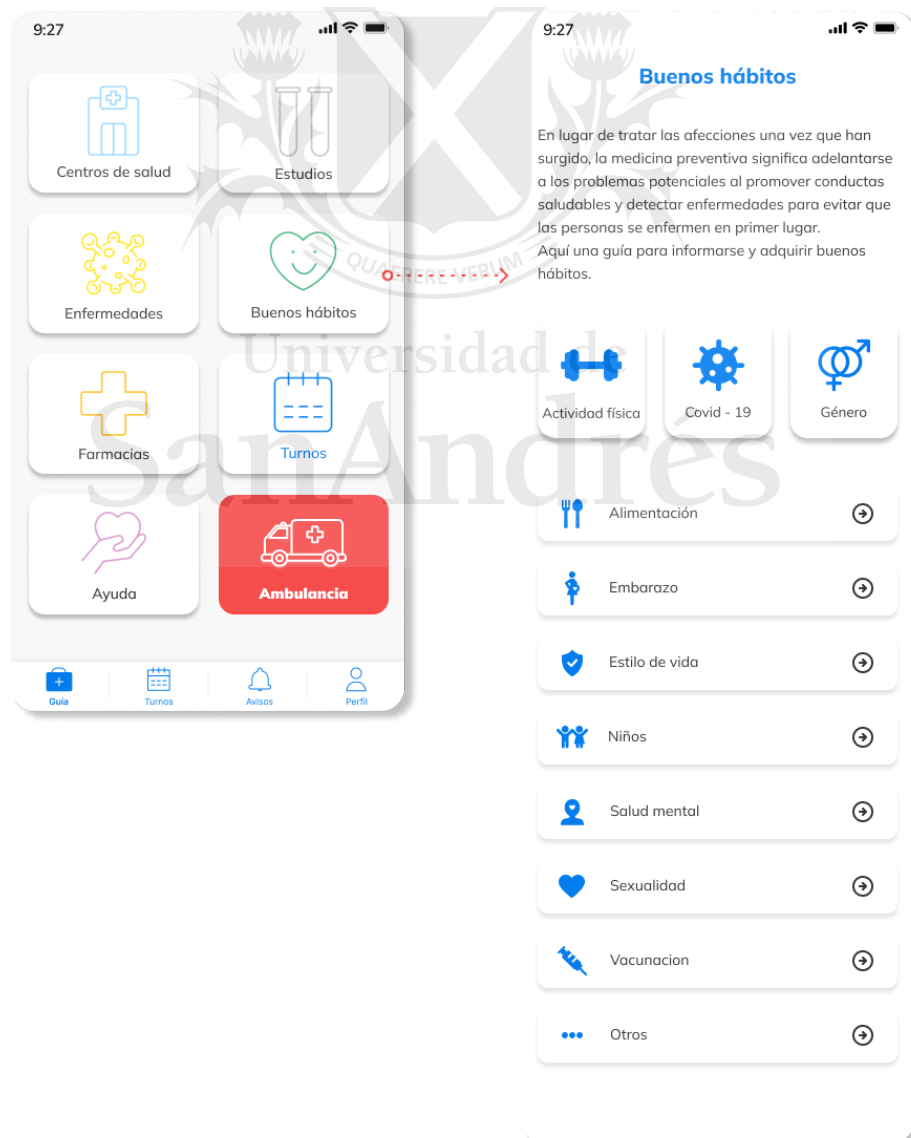 9:27
Centros de salud
Estudios
Enfermedades
Buenos hábitos
Farmacias
Turnos
Ayuda
Ambulancia
Guía
Turnos
Avisos
Perfil
9:27
Buenos hábitos
En lugar de tratar las afecciones una vez que han
surgido, la medicina preventiva significa adelantarse
a los problemas potenciales al promover conductas
saludables y detectar enfermedades para evitar que
las personas se enfermen en primer lugar.
Aquí una guía para informarse y adquirir buenos
hábitos.
Actividad física
Covid - 19
Género
Alimentación
Embarazo
Estilo de vida
Niños
Salud mental
Sexualidad
Vacunacion
Otros
QUAERERE VERUM
Universidad de
SanAndrés